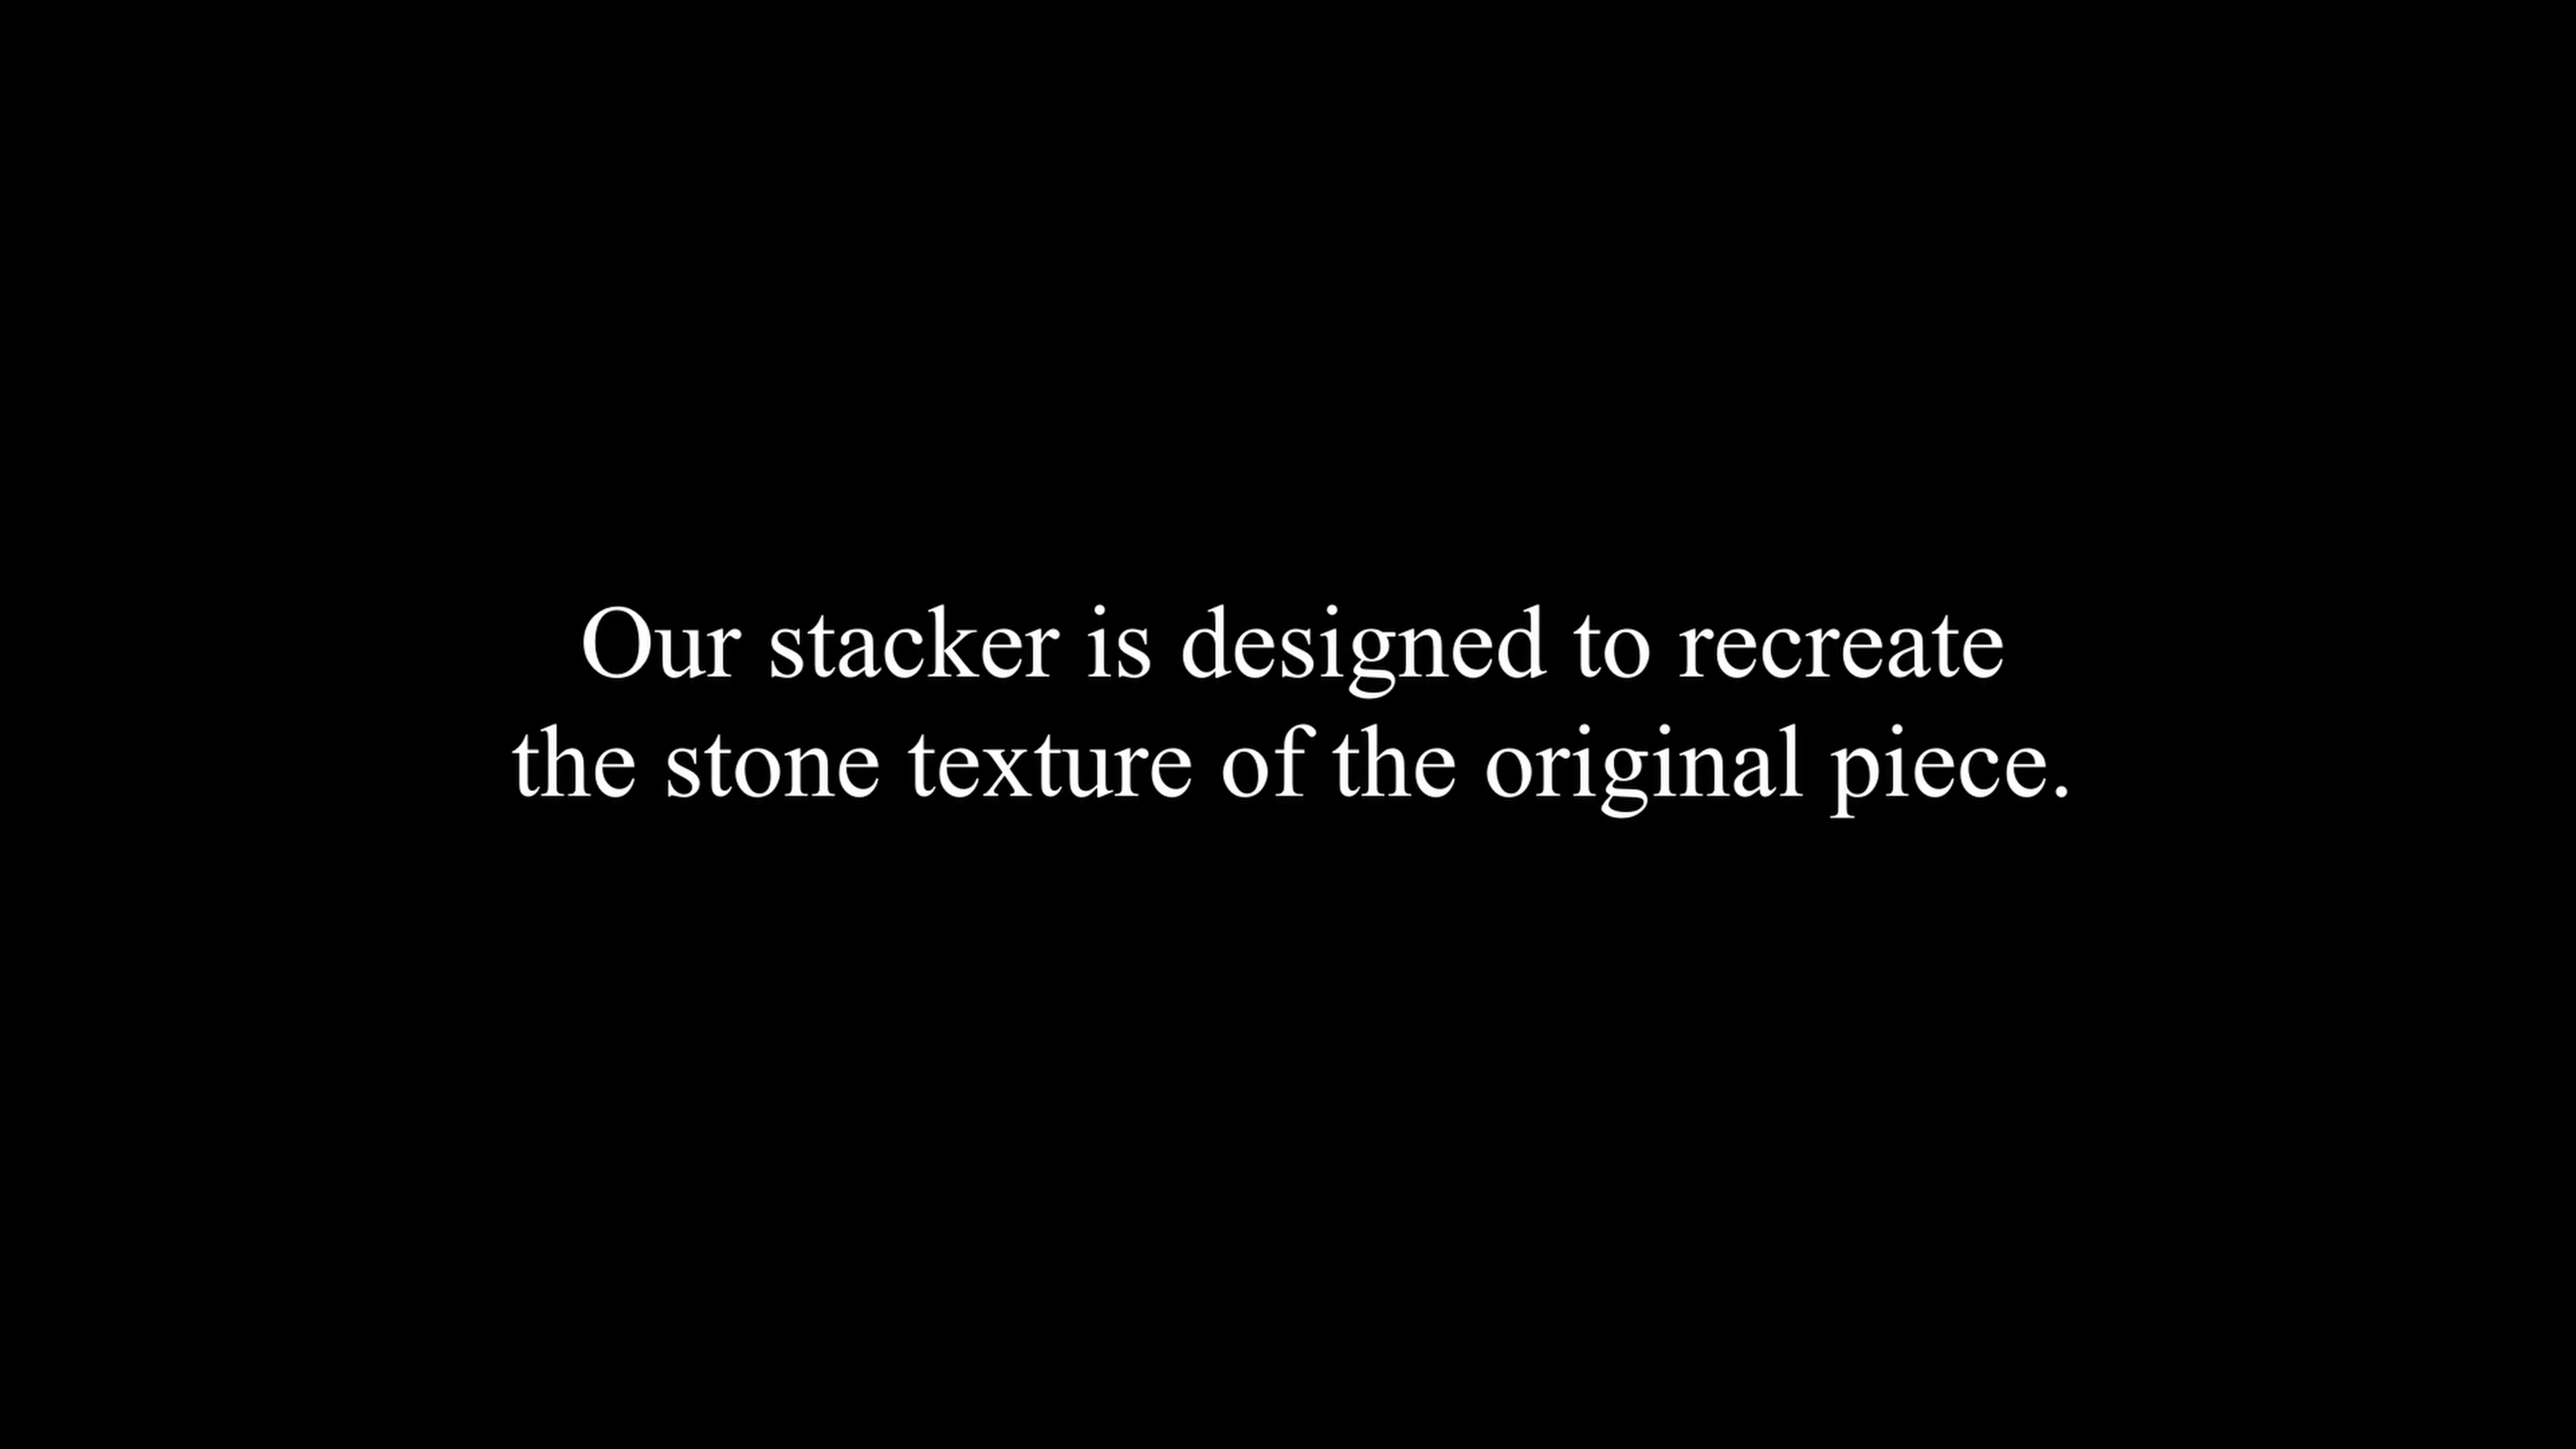 Our stacker is designed to recreate
the stone texture of the original piece.